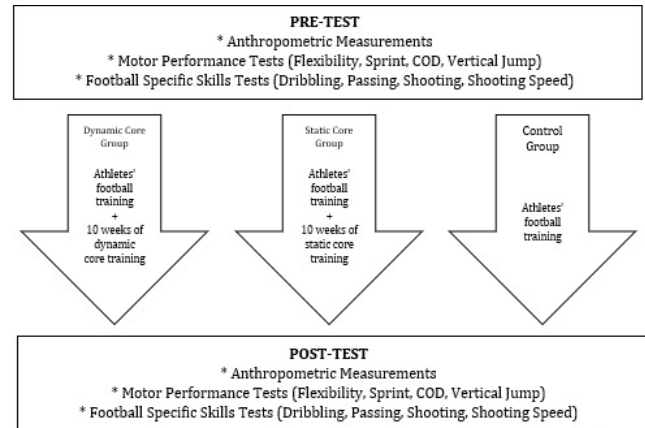 PRE-TEST
* Anthropometric Measurements
* Motor Performance Tests (Flexibility, Sprint, COD, Vertical Jump)
* Football Specific Skills Tests (Dribbling, Passing, Shooting, Shooting Speed)
Dynamic Core
Group
Athletes'
football
training
+
10 weeks of
dynamic
core training
Static Core
Group
Athletes'
football
training
+
10 weeks of
static core
training
Control
Group
Athletes'
football
training
POST-TEST
* Anthropometric Measurements
* Motor Performance Tests (Flexibility, Sprint, COD, Vertical Jump)
* Football Specific Skills Tests (Dribbling, Passing, Shooting, Shooting Speed)